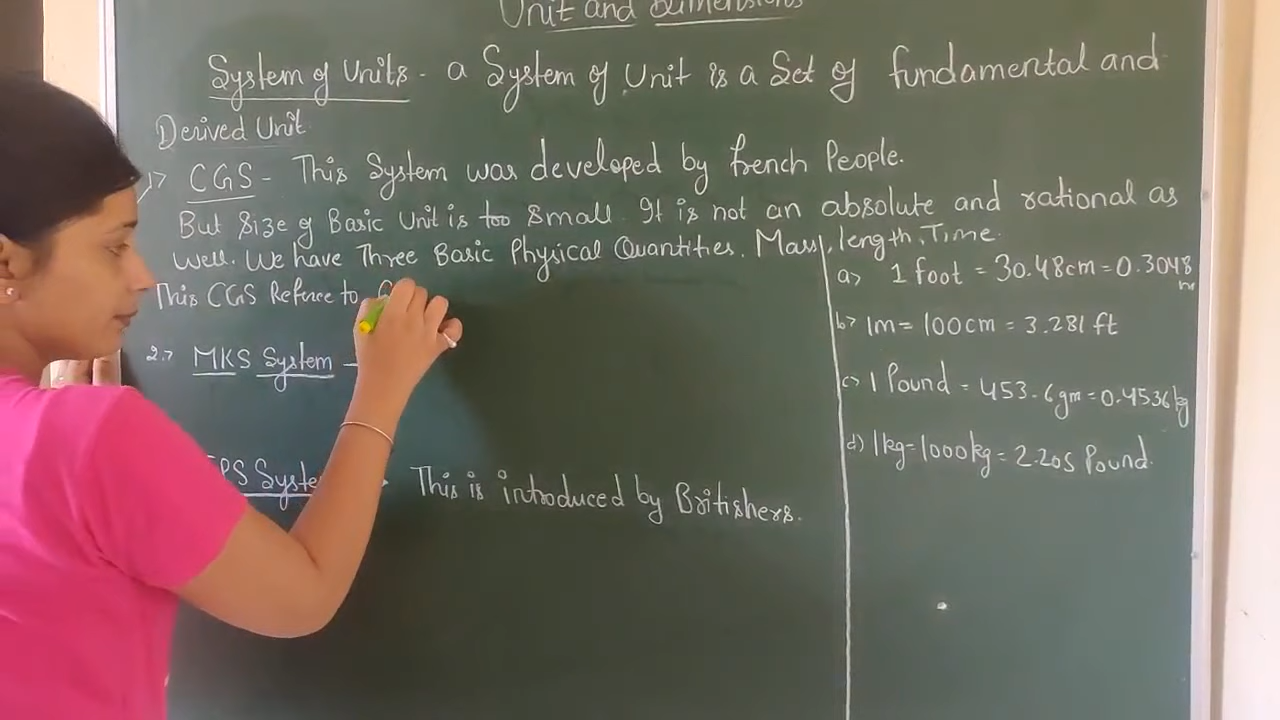 Unit and Dimensions
System of Units - a System of Unit is a Set of fundamental and
Derived Unit
1> CGS - This System was developed by french People.
But Size of Basic Unit is too Small. It is not an absolute and rational as
well. We have Three Basic Physical Quantities. Mass, length, Time.
This CGS Refence to
2.> MKS System -
FPS System
This is introduced by Britishers.
a> 1 foot = 30.48cm = 0.3048
m
b> 1m = 100cm = 3.281 ft
c> 1 Pound = 453.6gm = 0.4536kg
d) 1kg = 1000kg = 2.205 Pound.